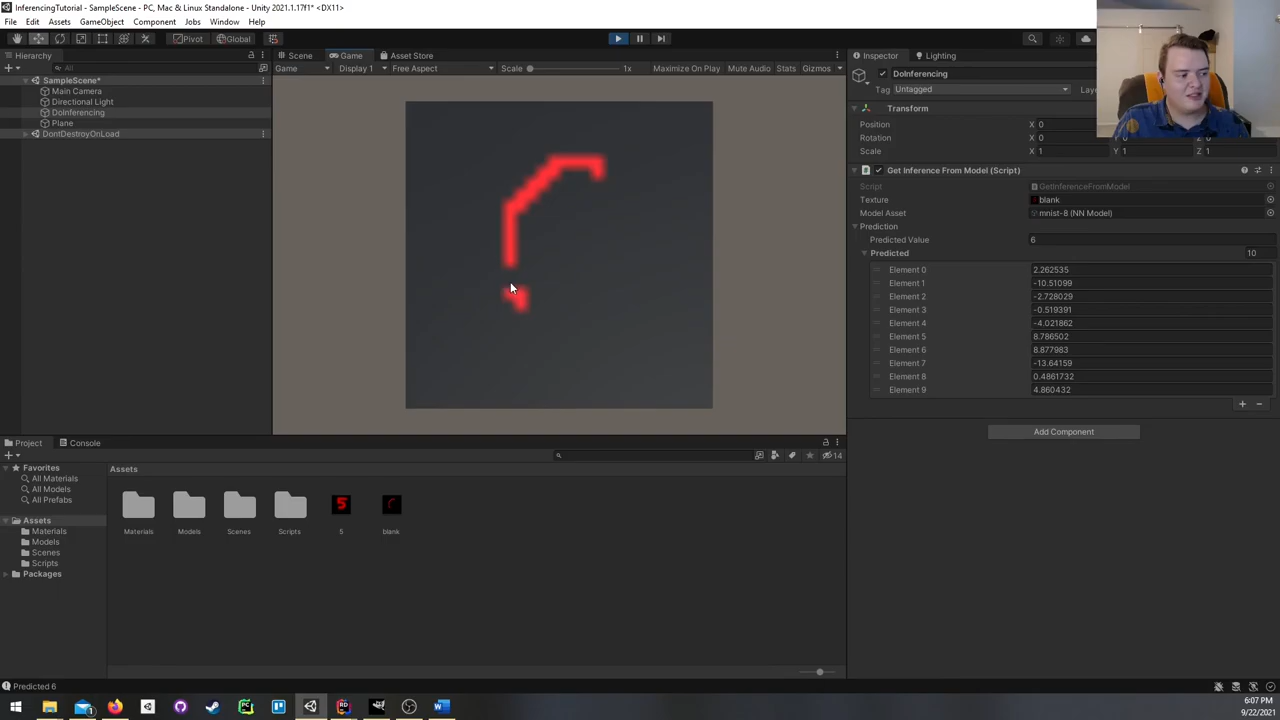 InferencingTutorial - SampleScene - PC, Mac & Linux Standalone - Unity 2021.1.17f1* <DX11>
File Edit Assets GameObject Component Jobs Window Help
Pivot Global
Hierarchy
All
SampleScene*
Main Camera
Directional Light
DoInferencing
Plane
DontDestroyOnLoad
Scene Game Asset Store
Game Display 1 Free Aspect Scale 1x Maximize On Play Mute Audio Stats Gizmos
Inspector Lighting
DoInferencing
Tag Untagged
Transform
Position X 0 Y 0 Z 0
Rotation X 0 Y 0 Z 0
Scale X 1 Y 1 Z 1
Get Inference From Model (Script)
Script GetInferenceFromModel
Texture blank
Model Asset mnist-8 (NN Model)
Prediction
Predicted Value 6
Predicted 10
Element 0 2.262535
Element 1 -10.51099
Element 2 -2.728029
Element 3 -0.519391
Element 4 -4.021862
Element 5 8.786502
Element 6 8.877983
Element 7 -13.64159
Element 8 0.4861732
Element 9 4.860432
Add Component
Project Console
14
Favorites
All Materials
All Models
All Prefabs
Assets
Materials
Models
Scenes
Scripts
Packages
Assets
Materials Models Scenes Scripts 5 blank
Predicted 6
6:07 PM
9/22/2021